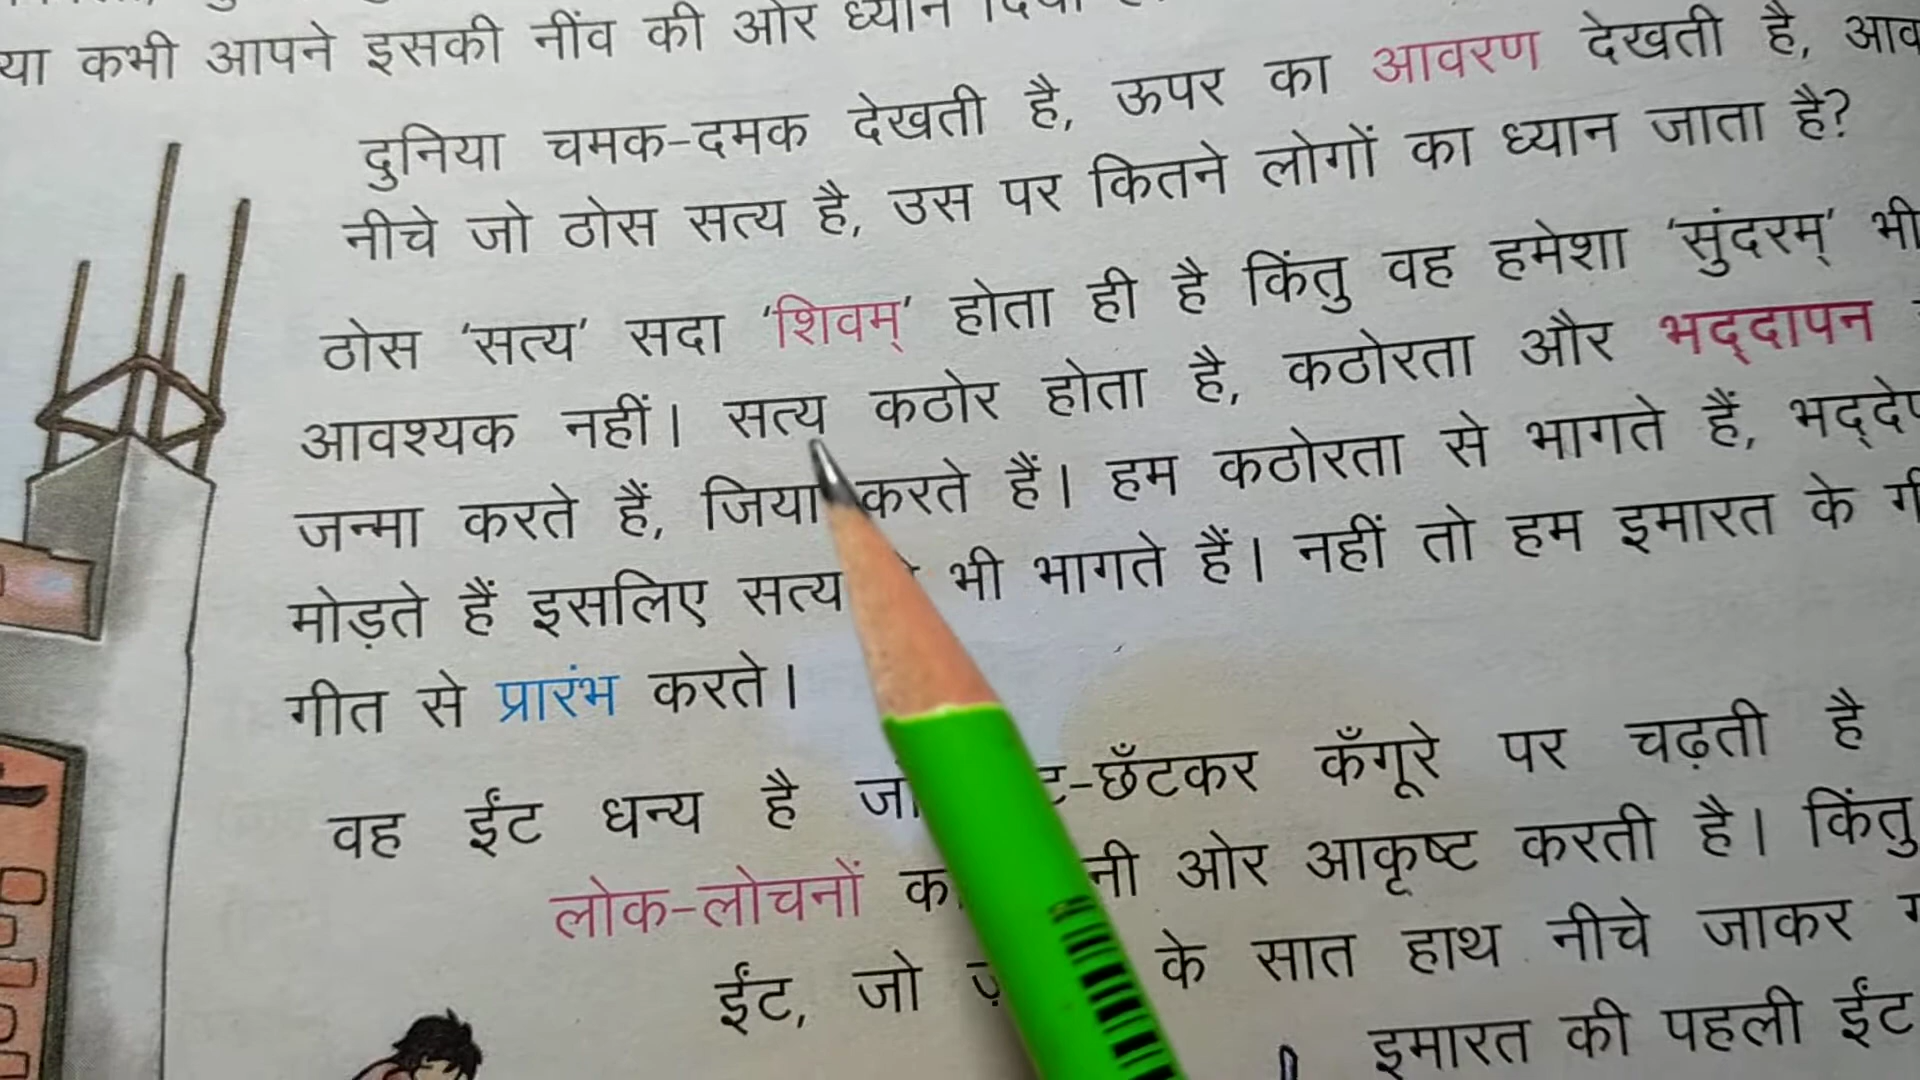 या कभी आपने इसकी नींव की ओर ध्यान
दुनिया चमक-दमक देखती है, ऊपर का आवरण देखती है,
नीचे जो ठोस सत्य है, उस पर कितने लोगों का ध्यान जाता है?
ठोस 'सत्य' सदा 'शिवम्' होता ही है किंतु वह हमेशा 'सुंदरम्' भी
आवश्यक नहीं। सत्य कठोर होता है, कठोरता और भद्‌दापन
जन्मा करते हैं, जिया करते हैं। हम कठोरता से भागते हैं,
मोड़ते हैं इसलिए सत्य भी भागते हैं। नहीं तो हम इमारत के
गीत से प्रारंभ करते।
वह ईंट धन्य है छँटकर कँगूरे पर चढ़ती है
लोक-लोचनों ओर आकृष्ट करती है। किंतु
ईंट, जो के सात हाथ नीचे जाकर
इमारत की पहली ईंट